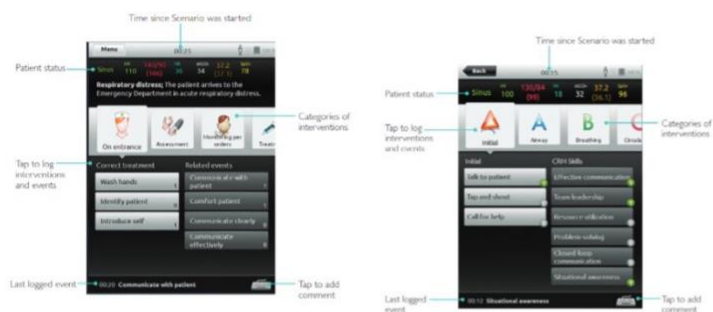 Time since Scenario was started
Menu
00:25
Patient status
Sinus
110
36
34
37.2
78
Respiratory distress; The patient arrives to the
Emergency Department in acute respiratory distress.
Categories of
interventions
On entrance
Assessment
Monitoring per
orders
Tap to log
interventions
and events
Correct treatment
Related events
Wash hands
Communicate with
patient
Identify patient
Comfort patient
Introduce self
Communicate clearly
Communicate
effectively
Last logged event
00:20 Communicate with patient
Tap to add
comment
Time since Scenario was started
Back
00:15
Patient status
Sinus
100
130/84
(99)
18
32
37.2
(36.1)
96
Tap to log
interventions
and events
Categories of
interventions
Initial
A
Airway
B
Breathing
Initial
CRM Skills
Talk to patient
Effective communication
Tap and shout
Team leadership
Call for help
Resource utilization
Problem solving
Closed loop
communication
Situational awareness
Last logged
event
00:13 Situational awareness
Tap to add
comment